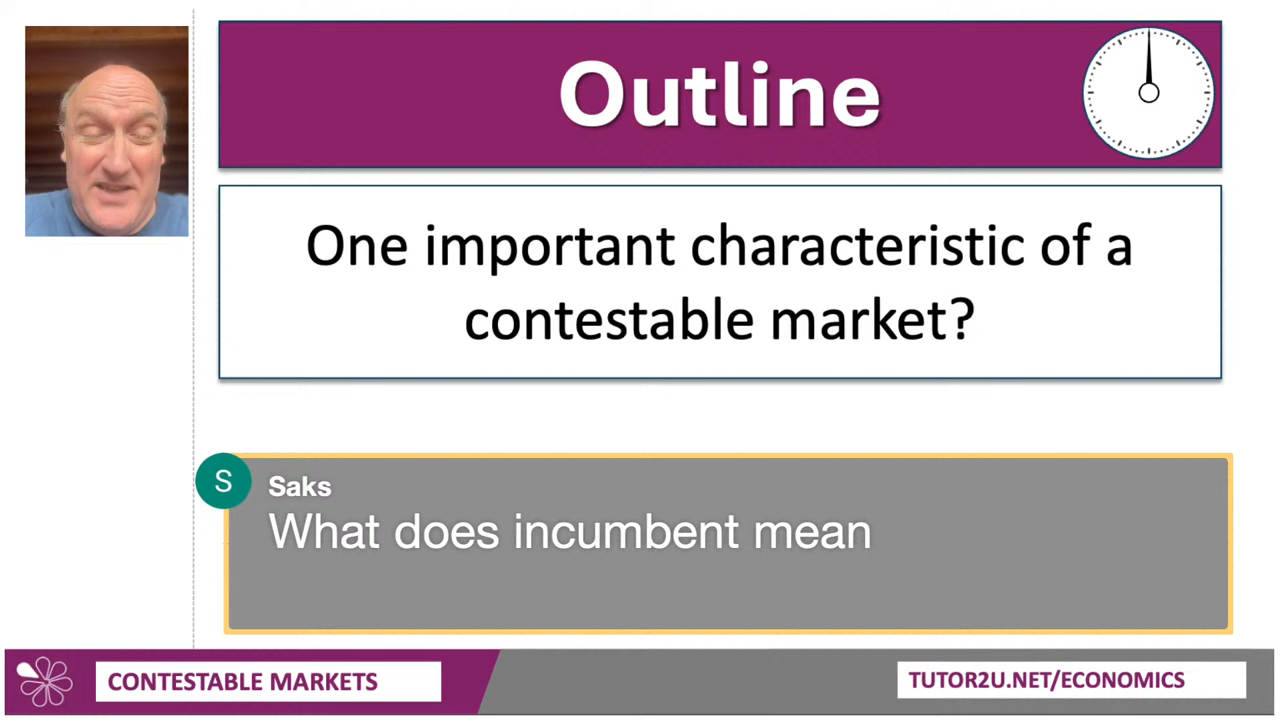 Outline
One important characteristic of a
contestable market?
S
Saks
What does incumbent mean
CONTESTABLE MARKETS
TUTOR2U.NET/ECONOMICS